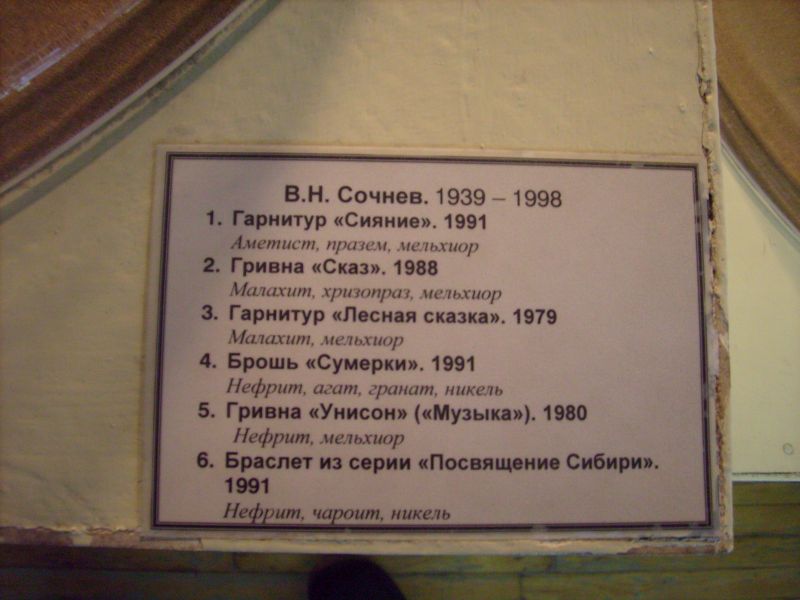 В.Н. Сочнев. 1939 – 1998
1. Гарнитур «Сияние». 1991
Аметист, празем, мельхиор
2. Гривна «Сказ». 1988
Малахит, хризопраз, мельхиор
3. Гарнитур «Лесная сказка». 1979
Малахит, мельхиор
4. Брошь «Сумерки». 1991
Нефрит, агат, гранат, никель
5. Гривна «Унисон» («Музыка»). 1980
Нефрит, мельхиор
6. Браслет из серии «Посвящение Сибири».
1991
Нефрит, чароит, никель